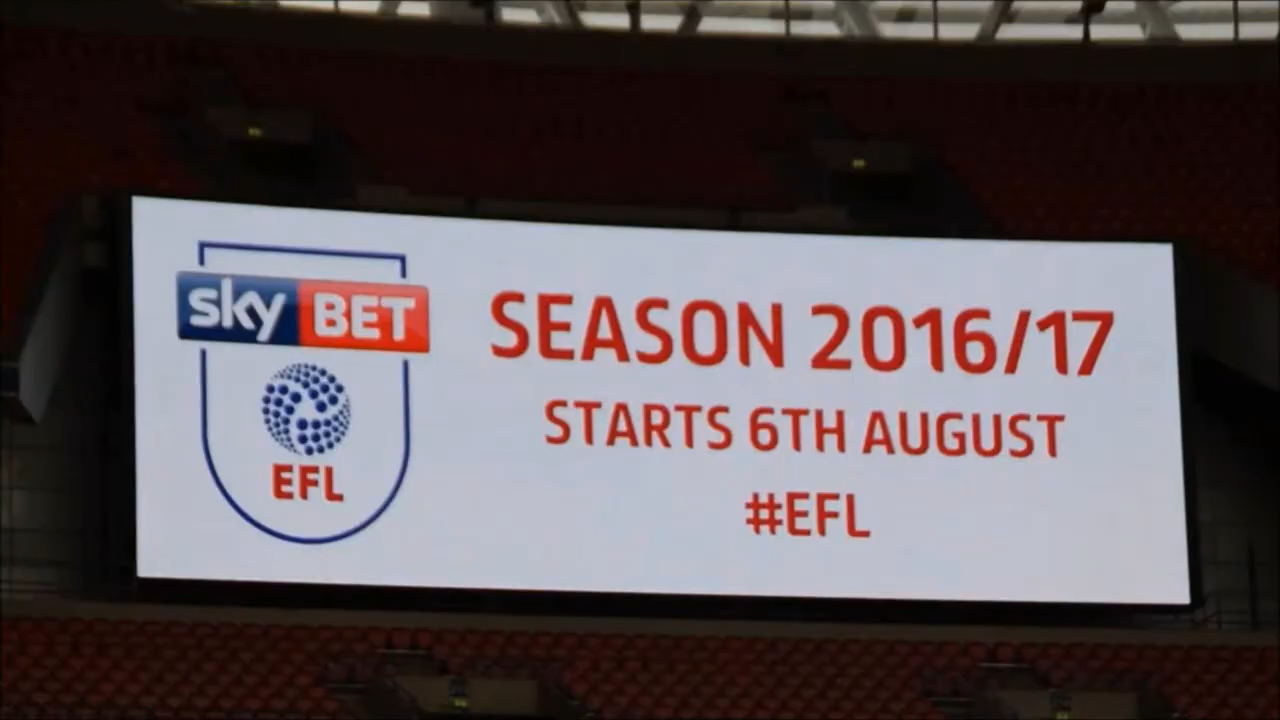 sky BET
EFL
SEASON 2016/17
STARTS 6TH AUGUST
#EFL